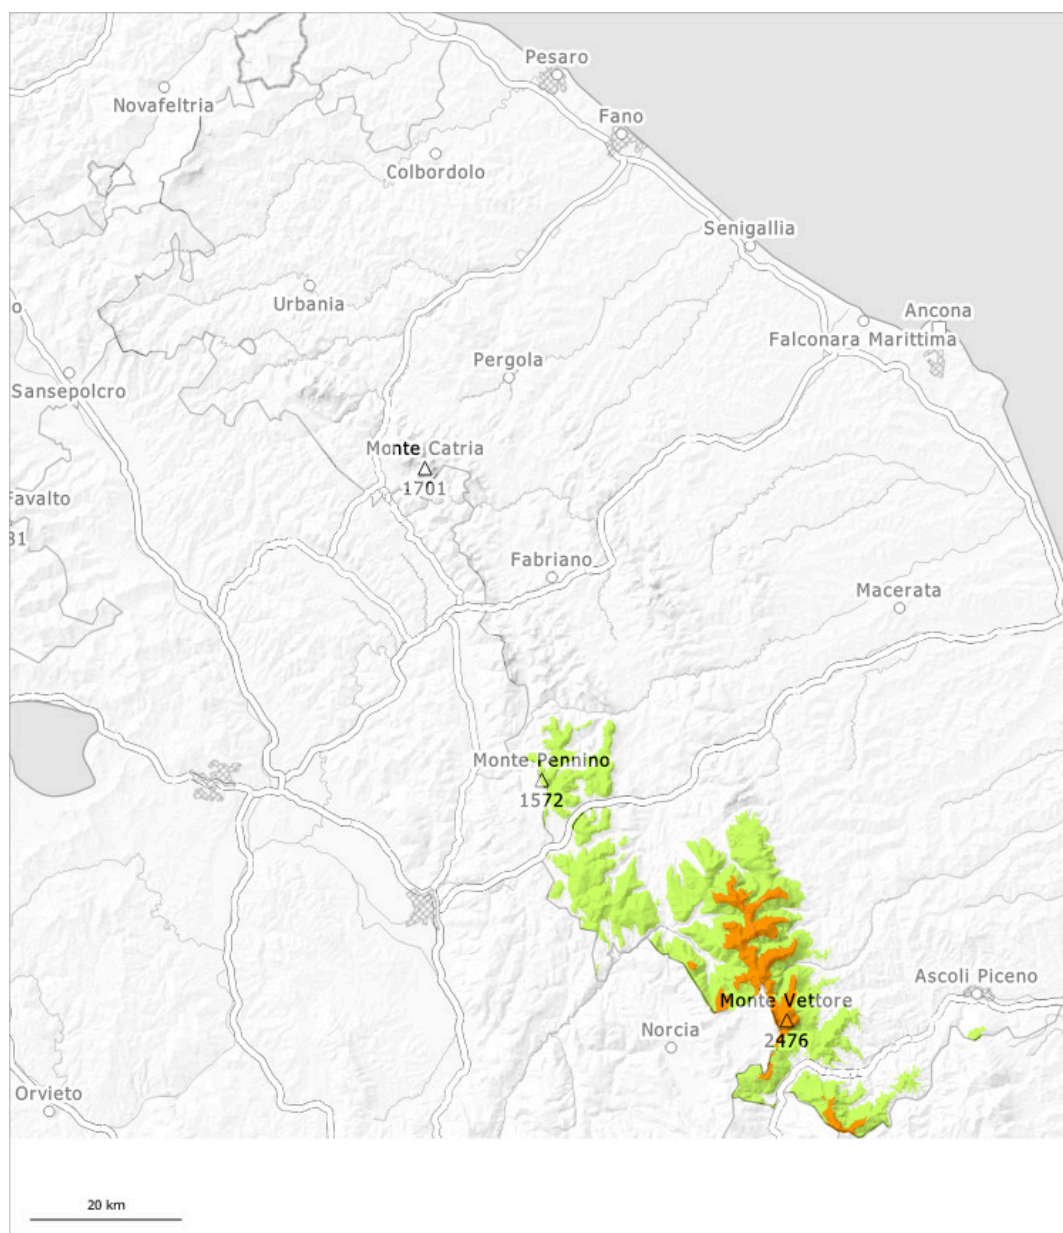 Pesaro
Novafeltria
Fano
Colbordolo
Senigallia
Urbania
o
Ancona
Falconara Marittima
Pergola
Sansepolcro
Monte Catria
1701
Favalto
31
Fabriano
Macerata
Monte Pennino
1572
Ascoli Piceno
Monte Vettore
2476
Norcia
Orvieto
20 km